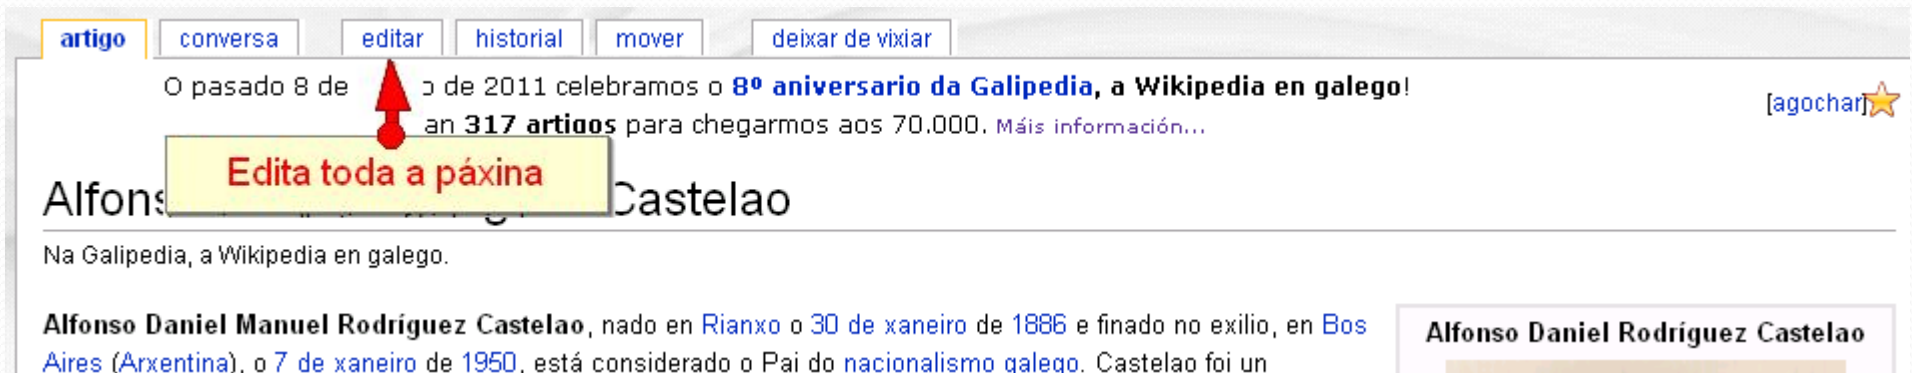 artigo conversa editar historial mover deixar de vixiar
O pasado 8 de de 2011 celebramos o 8º aniversario da Galipedia, a Wikipedia en galego!
[agochar]
317 artigos para chegarmos aos 70.000. Máis información...
Edita toda a páxina
Castelao
Na Galipedia, a Wikipedia en galego.
Alfonso Daniel Manuel Rodríguez Castelao, nado en Rianxo o 30 de xaneiro de 1886 e finado no exilio, en Bos
Aires (Arxentina), o 7 de xaneiro de 1950, está considerado o Pai do nacionalismo galego. Castelao foi un
Alfonso Daniel Rodríguez Castelao